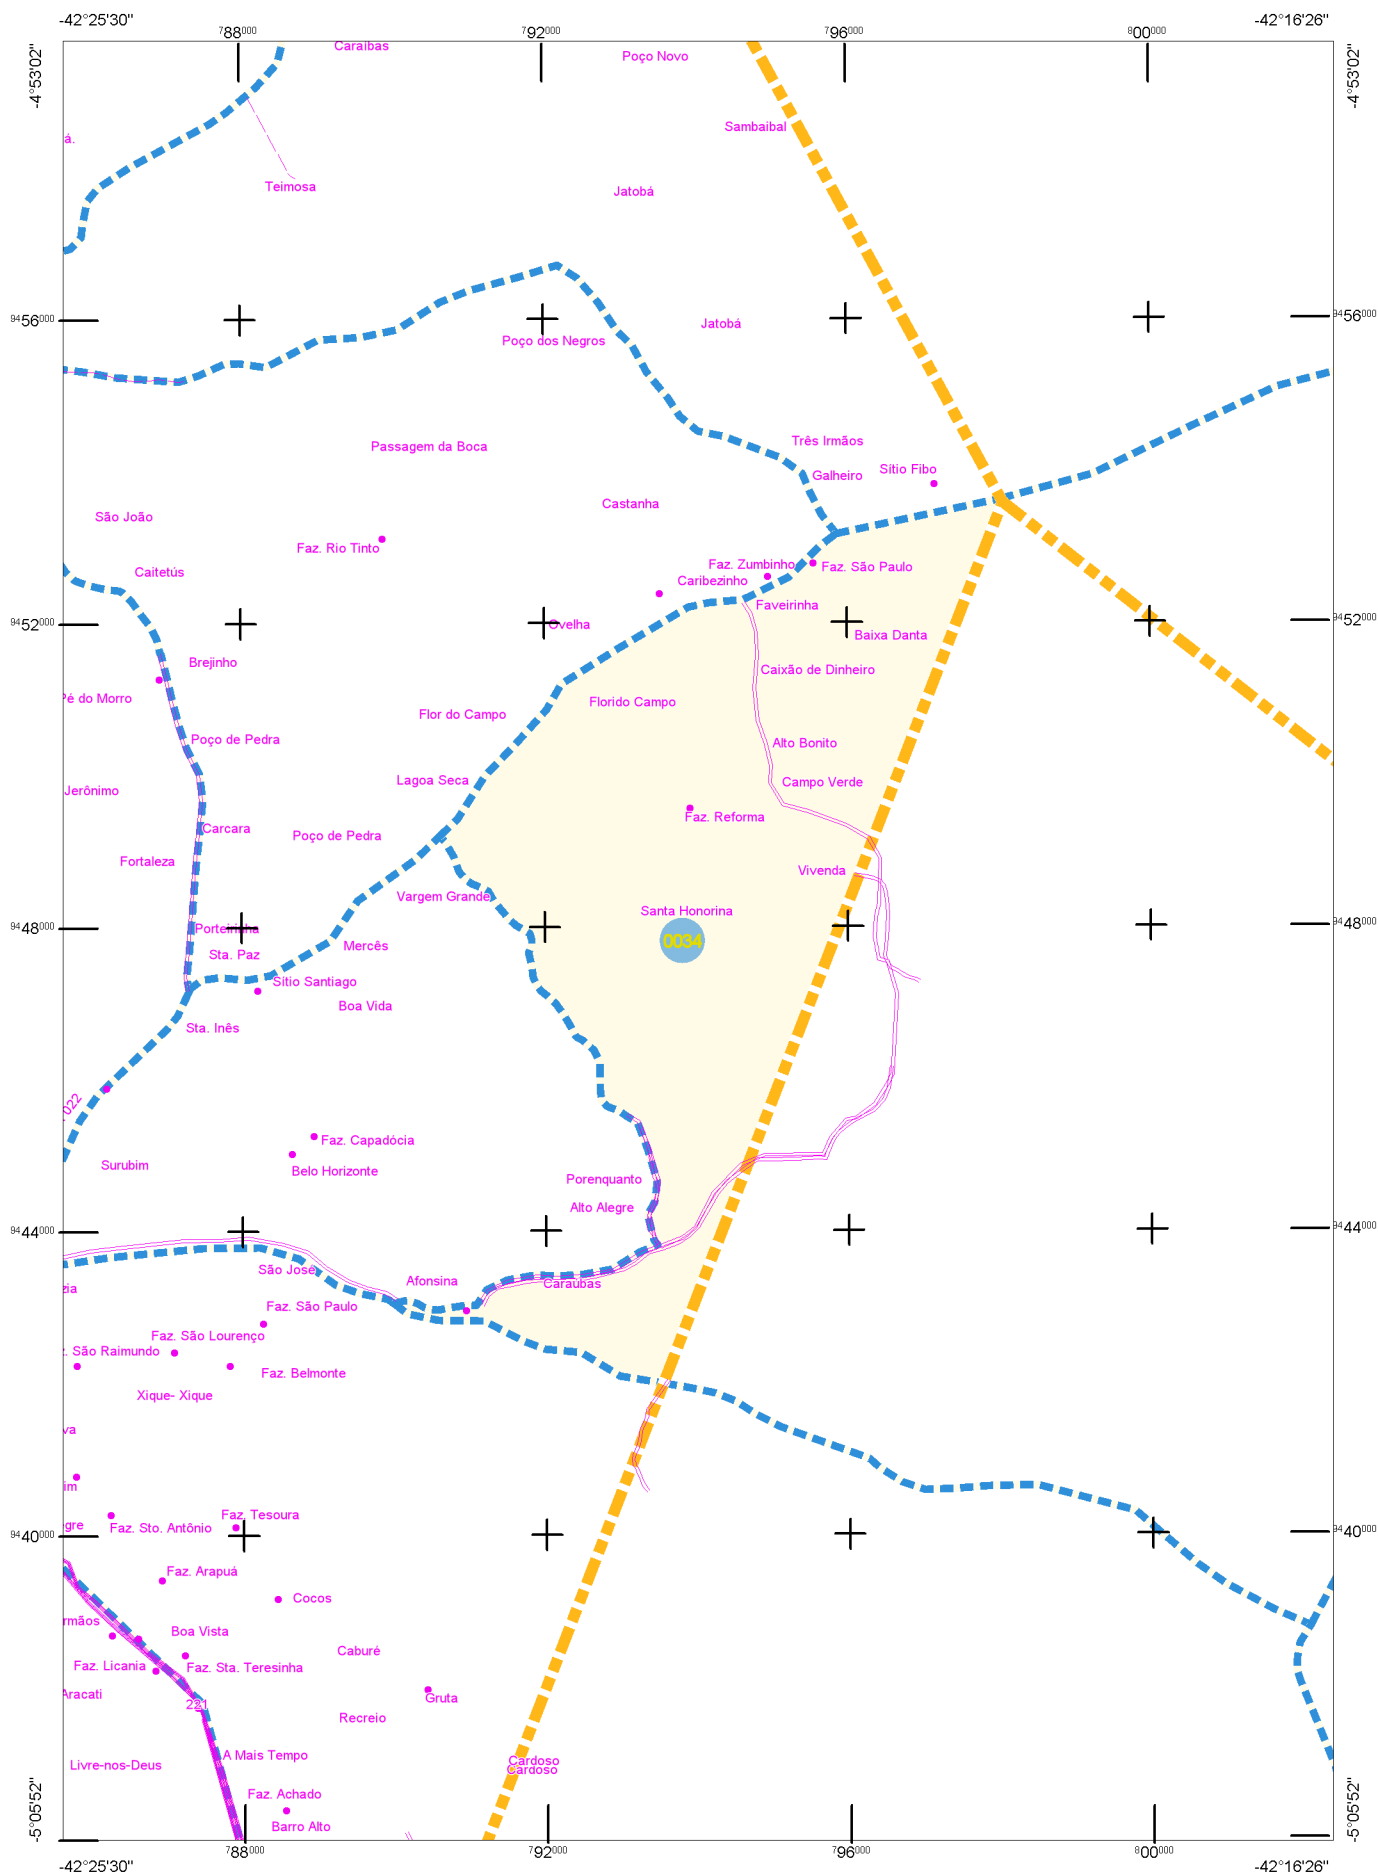 -42°25'30"
788000
792000
796000
800000
-42°16'26"
-4°53'02"
-4°53'02"
Caraíbas
Poço Novo
Sambaibal
á.
Teimosa
Jatobá
9456000
9456000
Jatobá
Poço dos Negros
Três Irmãos
Passagem da Boca
Sítio Fibo
Galheiro
Castanha
São João
Faz. Rio Tinto
Faz. Zumbinho
Faz. São Paulo
Caitetús
Caribezinho
Faveirinha
9452000
9452000
Ovelha
Baixa Danta
Brejinho
Caixão de Dinheiro
Pé do Morro
Florido Campo
Flor do Campo
Poço de Pedra
Alto Bonito
Lagoa Seca
Campo Verde
Jerônimo
Faz. Reforma
Carcara
Poço de Pedra
Fortaleza
Vivenda
Vargem Grande
Santa Honorina
9448000
9448000
Porteirinha
0034
Mercês
Sta. Paz
Sítio Santiago
Boa Vida
Sta. Inês
022
Faz. Capadócia
Surubim
Belo Horizonte
Porenquanto
Alto Alegre
9444000
9444000
São José
Afonsina
Caraúbas
zia
Faz. São Paulo
Faz. São Lourenço
z. São Raimundo
Faz. Belmonte
Xique- Xique
va
im
Faz. Tesoura
gre
Faz. Sto. Antônio
9440000
9440000
Faz. Arapuá
Cocos
rmãos
Boa Vista
Caburé
Faz. Licania
Faz. Sta. Teresinha
Aracati
221
Gruta
Recreio
A Mais Tempo
Livre-nos-Deus
Cardoso
Cardoso
Faz. Achado
Barro Alto
-5°05'52"
-5°05'52"
-42°25'30"
788000
792000
796000
800000
-42°16'26"